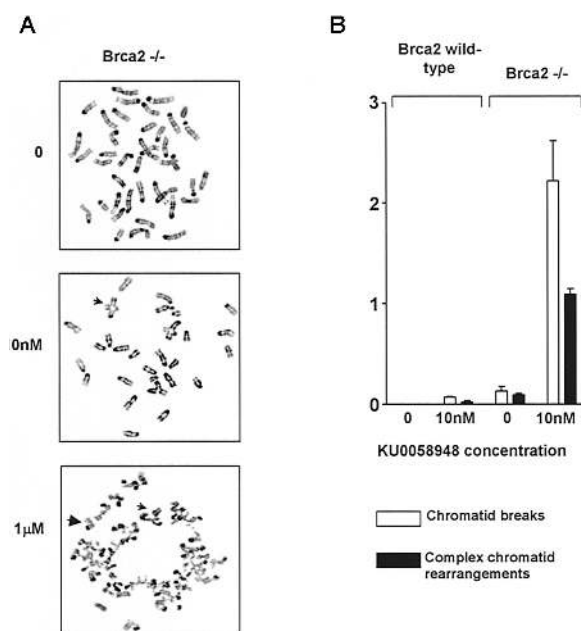 A
Brca2 -/-
0
0nM
1μM
B
Brca2 wild-
type
Brca2 -/-
3
2
1
0
0 10nM 0 10nM
KU0058948 concentration
Chromatid breaks
Complex chromatid
rearrangements